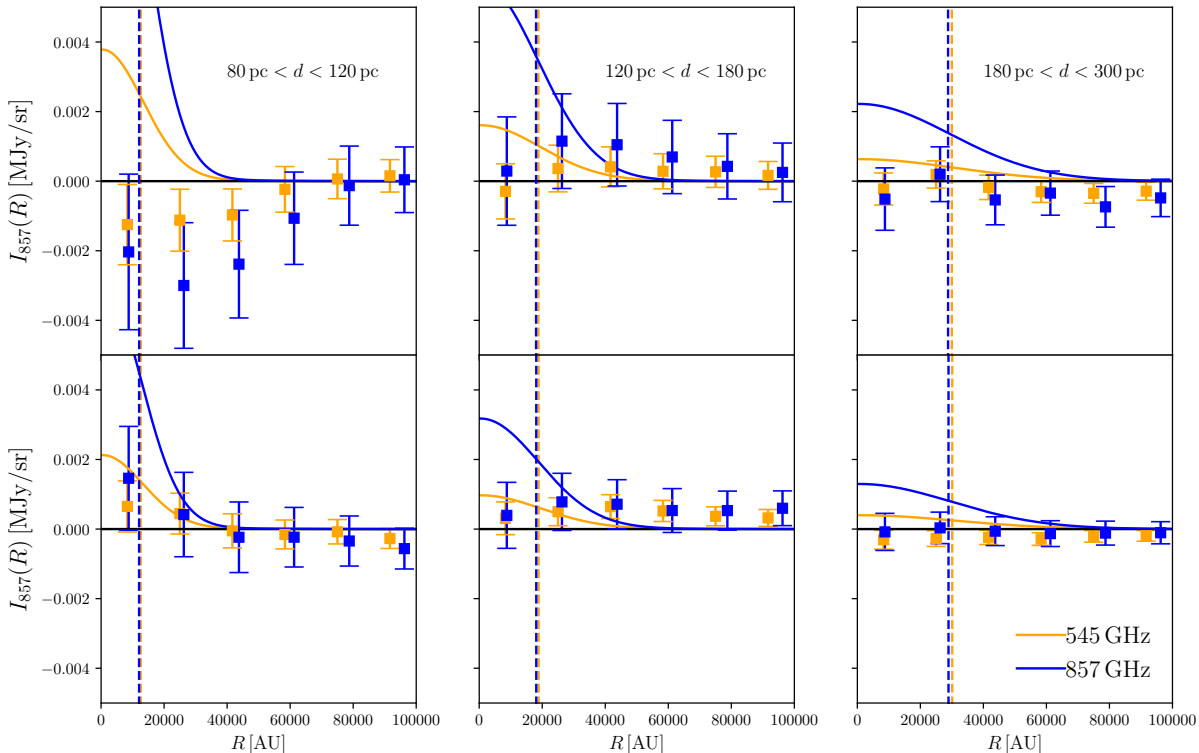 0.004
0.002
0.000
−0.002
−0.004
I₈₅₇(R) [MJy/sr]
80 pc < d < 120 pc
120 pc < d < 180 pc
180 pc < d < 300 pc
0.004
0.002
0.000
−0.002
−0.004
I₈₅₇(R) [MJy/sr]
545 GHz
857 GHz
0 20000 40000 60000 80000 100000
0 20000 40000 60000 80000 100000
0 20000 40000 60000 80000 100000
R [AU]
R [AU]
R [AU]